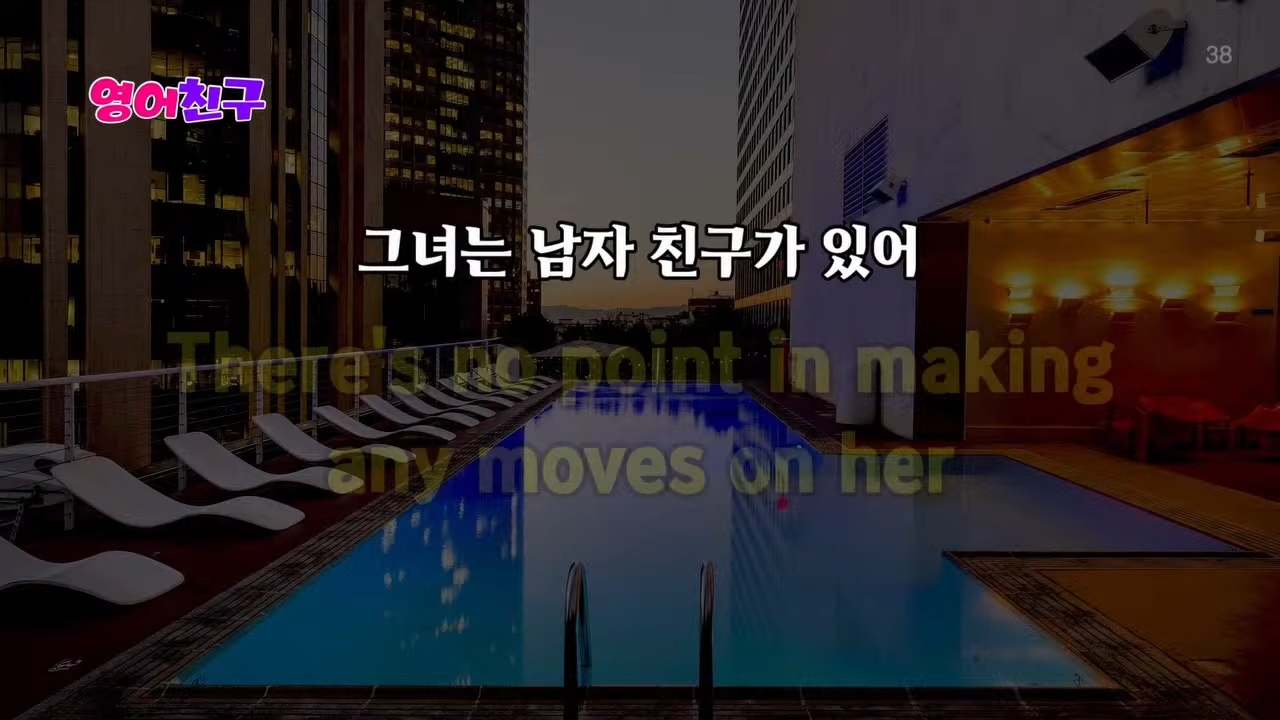 38
영어친구
그녀는 남자 친구가 있어
There's no point in making
any moves on her